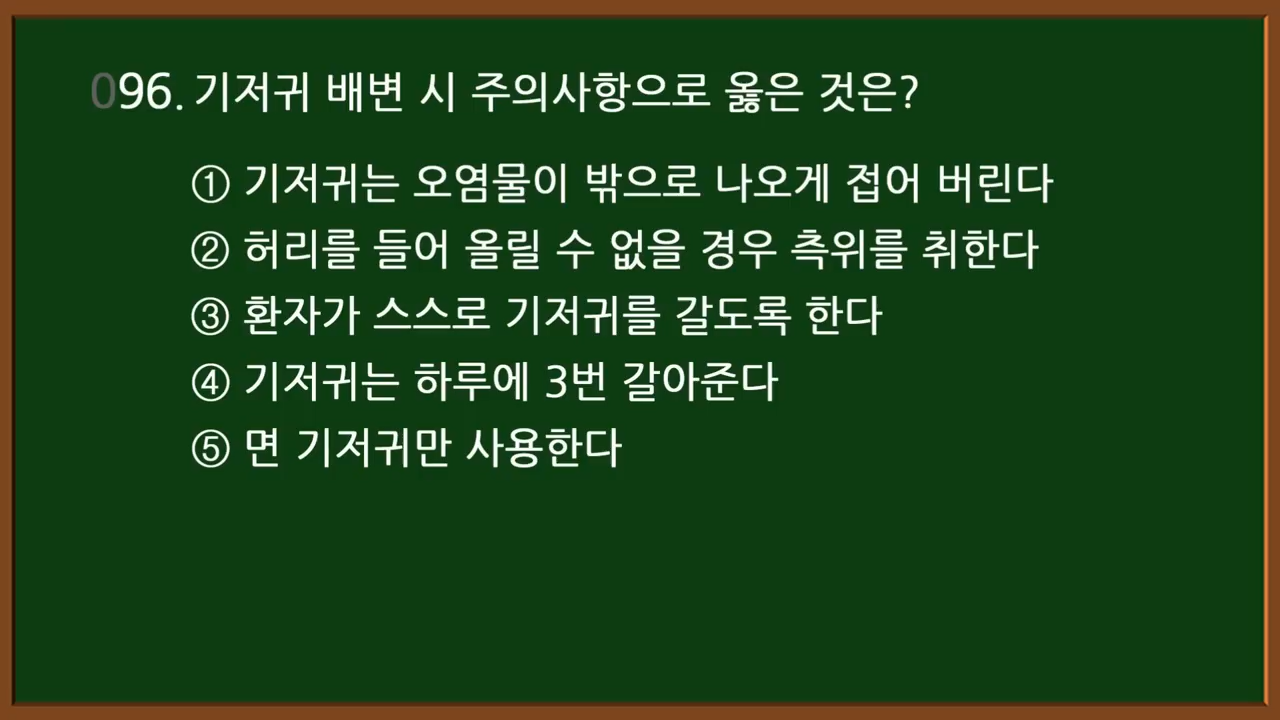 096. 기저귀 배변 시 주의사항으로 옳은 것은?
① 기저귀는 오염물이 밖으로 나오게 접어 버린다
② 허리를 들어 올릴 수 없을 경우 측위를 취한다
③ 환자가 스스로 기저귀를 갈도록 한다
④ 기저귀는 하루에 3번 갈아준다
⑤ 면 기저귀만 사용한다